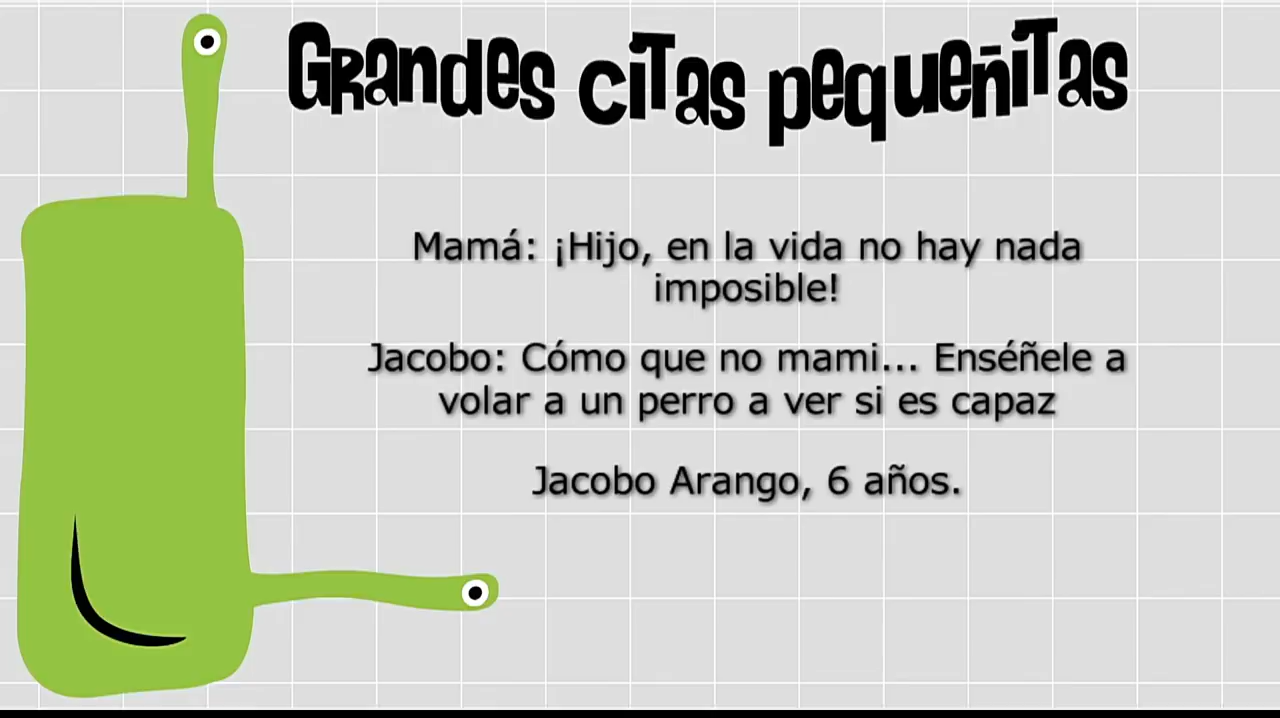 Grandes citas pequeñitas
Mamá: ¡Hijo, en la vida no hay nada
imposible!
Jacobo: Cómo que no mami... Enséñele a
volar a un perro a ver si es capaz
Jacobo Arango, 6 años.